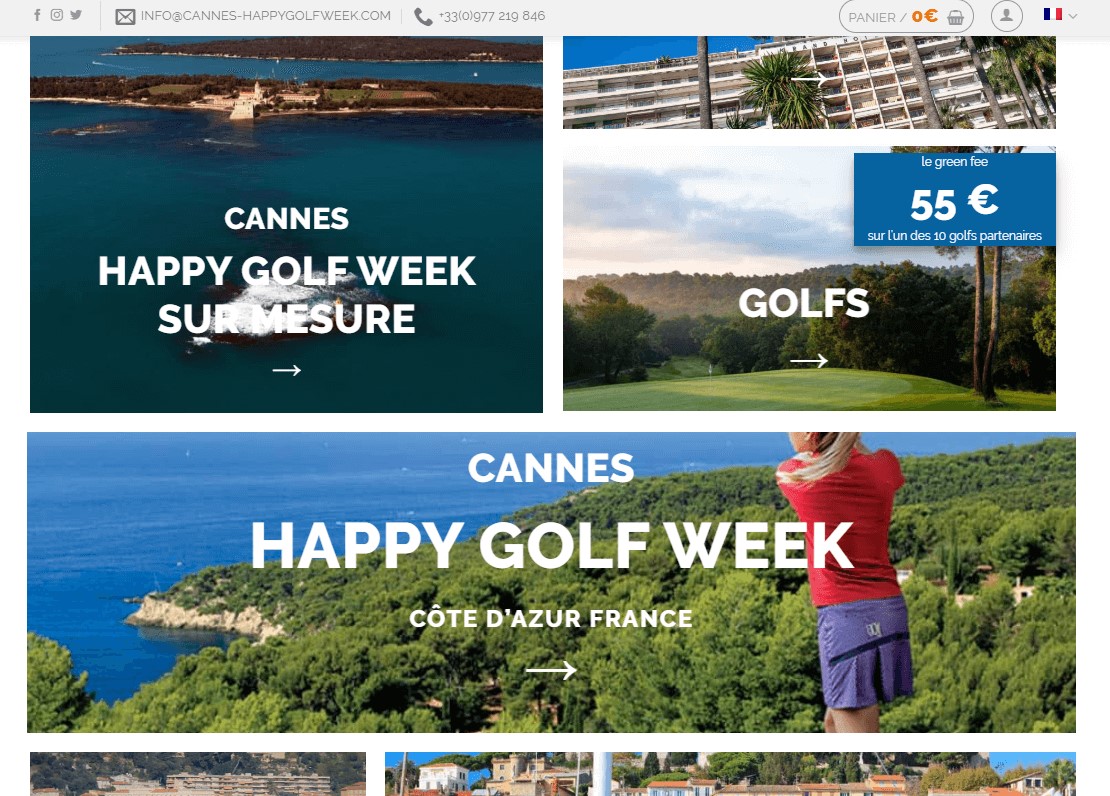 INFO@CANNES-HAPPYGOLFWEEK.COM
+33(0)977 219 846
PANIER / 0€
CANNES
HAPPY GOLF WEEK
SUR MESURE
→
→
le green fee
55 €
sur l'un des 10 golfs partenaires
GOLFS
→
CANNES
HAPPY GOLF WEEK
CÔTE D'AZUR FRANCE
→